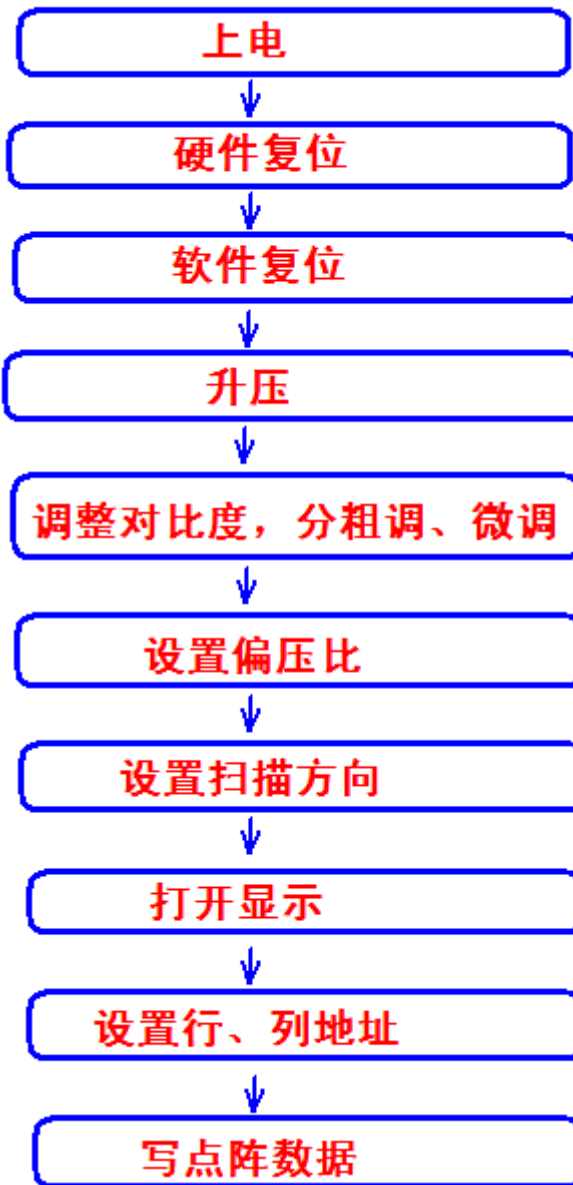 上电
硬件复位
软件复位
升压
调整对比度，分粗调、微调
设置偏压比
设置扫描方向
打开显示
设置行、列地址
写点阵数据